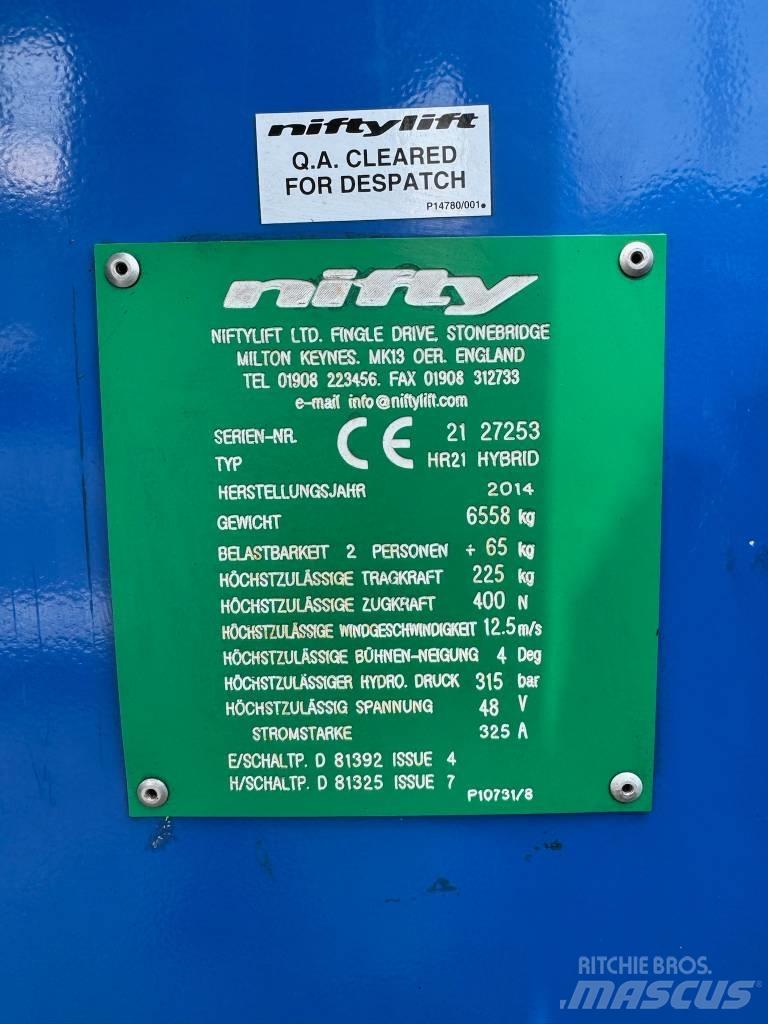 niftylift
Q.A. CLEARED
FOR DESPATCH
P14780/001
nifty
NIFTYLIFT LTD. FINGLE DRIVE, STONEBRIDGE
MILTON KEYNES. MK13 OER. ENGLAND
TEL 01908 223456. FAX 01908 312733
e-mail info@niftylift.com
SERIEN-NR. CE 21 27253
TYP HR21 HYBRID
HERSTELLUNGSJAHR 2014
GEWICHT 6558 kg
BELASTBARKEIT 2 PERSONEN + 65 kg
HÖCHSTZULÄSSIGE TRAGKRAFT 225 kg
HÖCHSTZULÄSSIGE ZUGKRAFT 400 N
HÖCHSTZULÄSSIGE WINDGESCHWINDIGKEIT 12.5 m/s
HÖCHSTZULÄSSIGE BÜHNEN-NEIGUNG 4 Deg
HÖCHSTZULÄSSIGER HYDRO. DRUCK 315 bar
HÖCHSTZULÄSSIG SPANNUNG 48 V
STROMSTARKE 325 A
E/SCHALTP. D 81392 ISSUE 4
H/SCHALTP. D 81325 ISSUE 7
P10731/8
RITCHIE BROS.
MASCUS